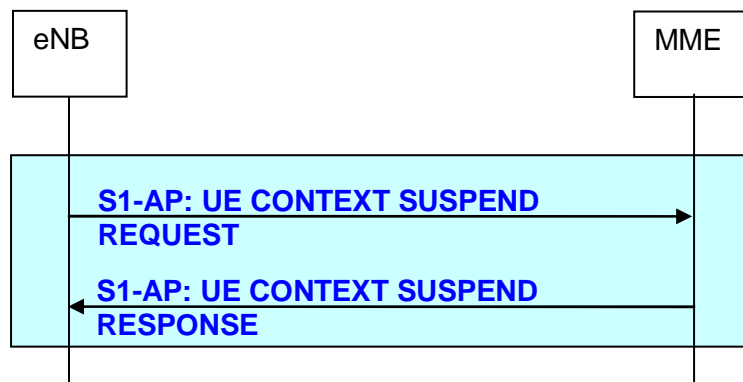 eNB
MME
S1-AP: UE CONTEXT SUSPEND
REQUEST
S1-AP: UE CONTEXT SUSPEND
RESPONSE